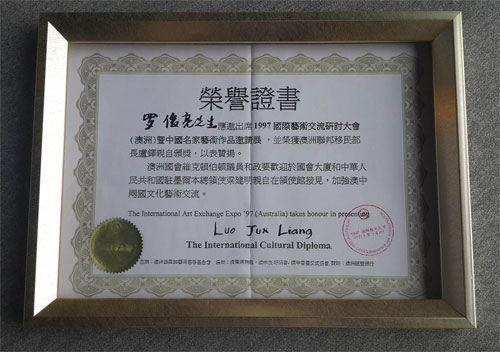 榮譽證書
罗俊亮先生應邀出席1997國際藝術交流研討大會
(澳洲)暨中國名家藝術作品邀請展，並榮獲澳洲聯邦移民部
長盧鐸親自頒獎，以表贊揚。
澳洲國會維克頓伯頓議員和政要歡迎於國會大廈和中華人
民共和國駐墨爾本總領使梁建明親自在領使館接見，加強澳中
兩國文化藝術交流。
The International Art Exchange Expo '97 (Australia) takes honour in presenting
Luo Jun Liang
The International Cultural Diploma.